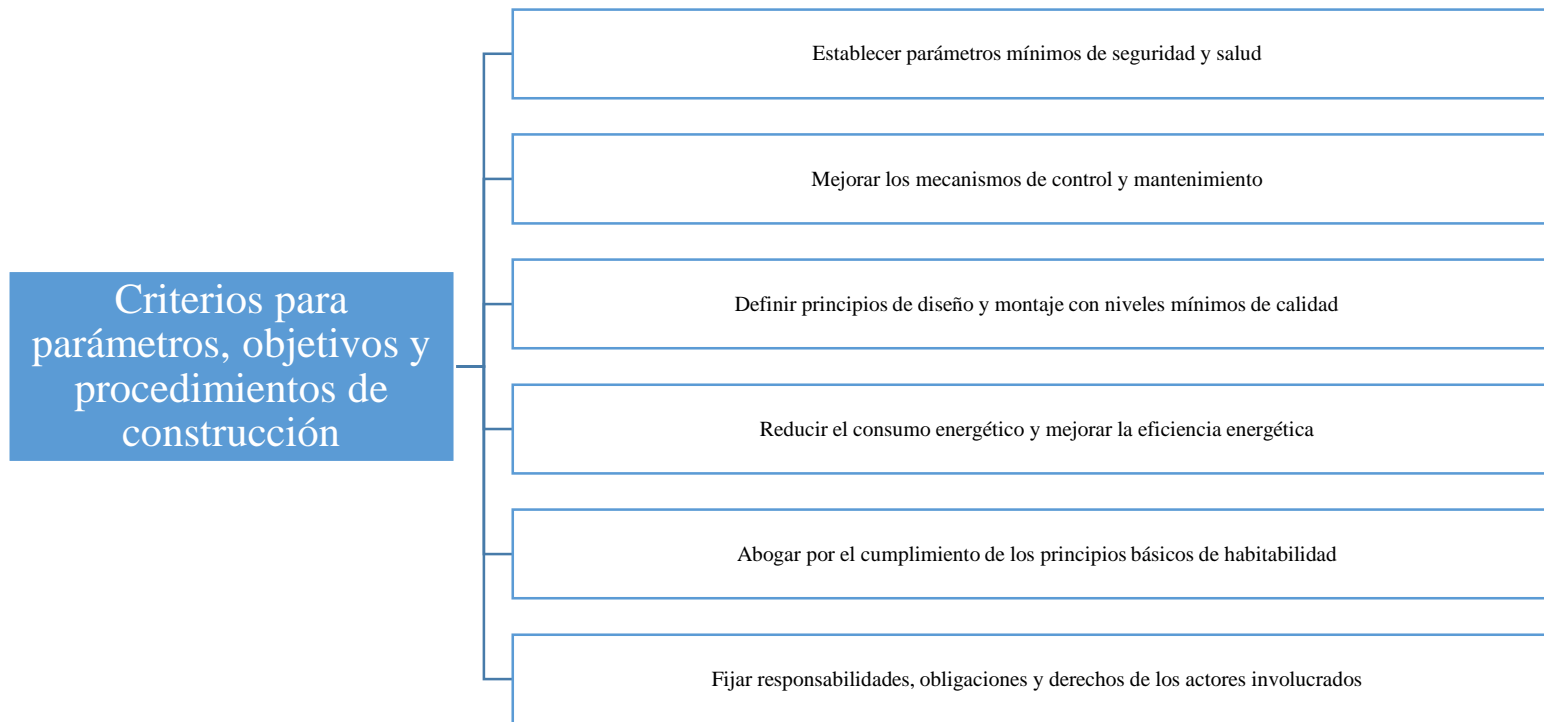 Establecer parámetros mínimos de seguridad y salud
Mejorar los mecanismos de control y mantenimiento
Definir principios de diseño y montaje con niveles mínimos de calidad
Criterios para
parámetros, objetivos y
procedimientos de
construcción
Reducir el consumo energético y mejorar la eficiencia energética
Abogar por el cumplimiento de los principios básicos de habitabilidad
Fijar responsabilidades, obligaciones y derechos de los actores involucrados